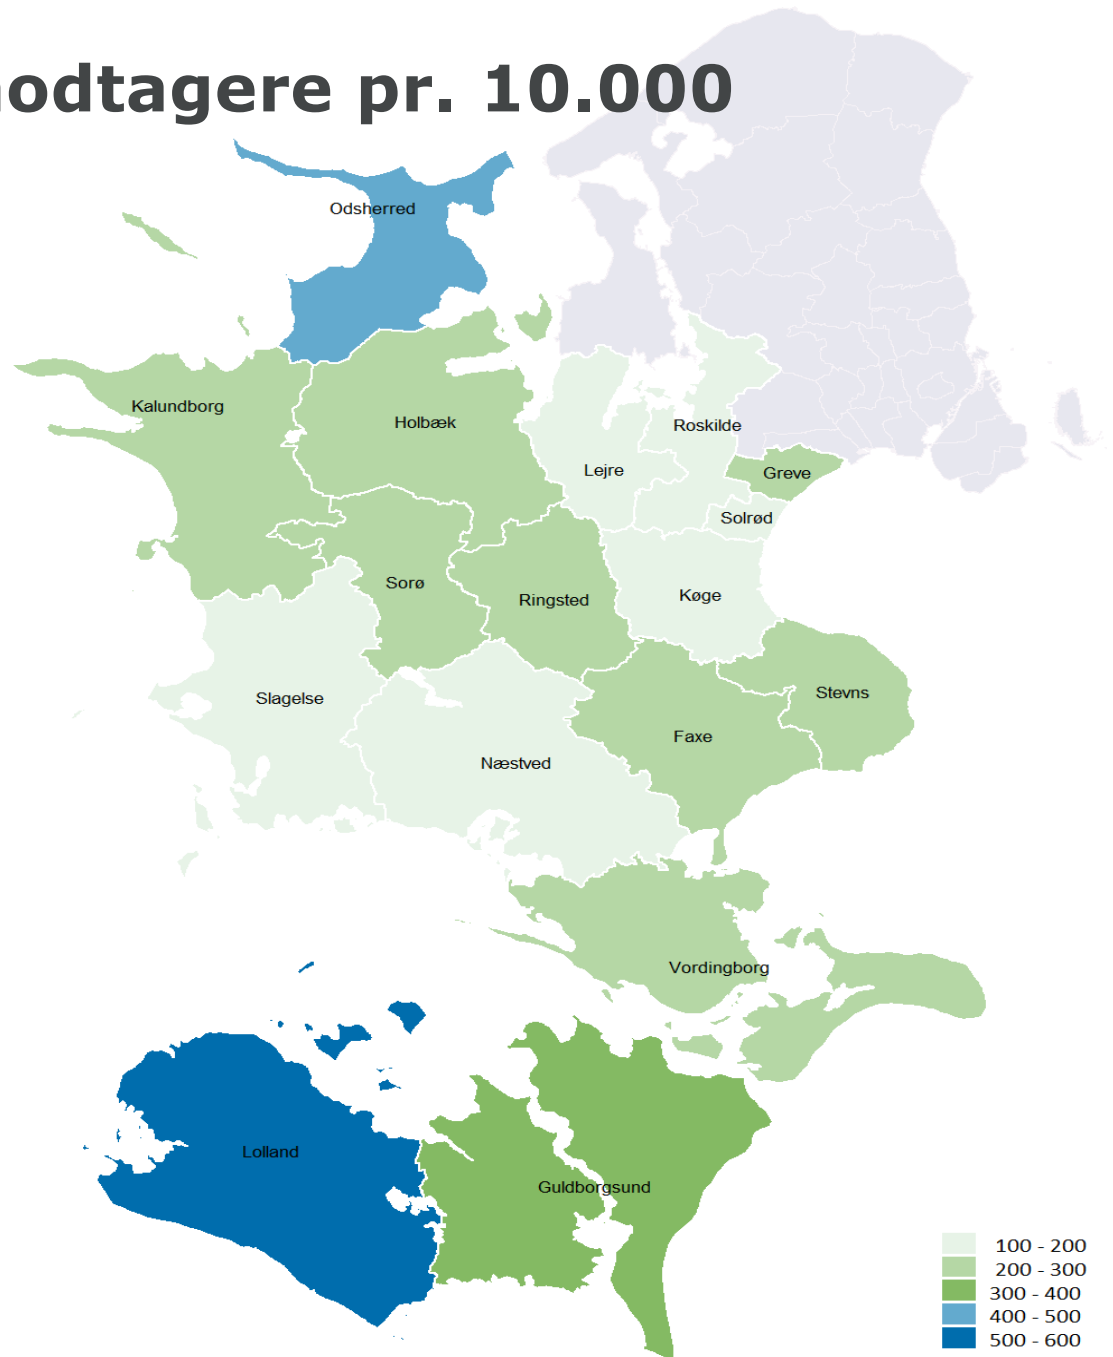 odtagere pr. 10.000
Odsherred
Kalundborg
Holbæk
Roskilde
Lejre
Greve
Solrød
Sorø
Ringsted
Køge
Slagelse
Stevns
Faxe
Næstved
Vordingborg
Lolland
Guldborgsund
100 - 200
200 - 300
300 - 400
400 - 500
500 - 600